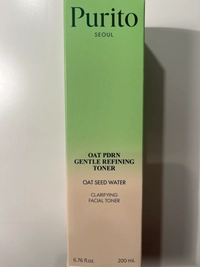 Purito
SEOUL
OAT PDRN
GENTLE REFINING
TONER
OAT SEED WATER
CLARIFYING
FACIAL TONER
6.76 fl.oz. 200 mL